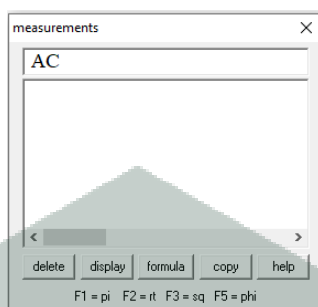 measurements
AC
delete display formula copy help
F1 = pi F2 = rt F3 = sq F5 = phi